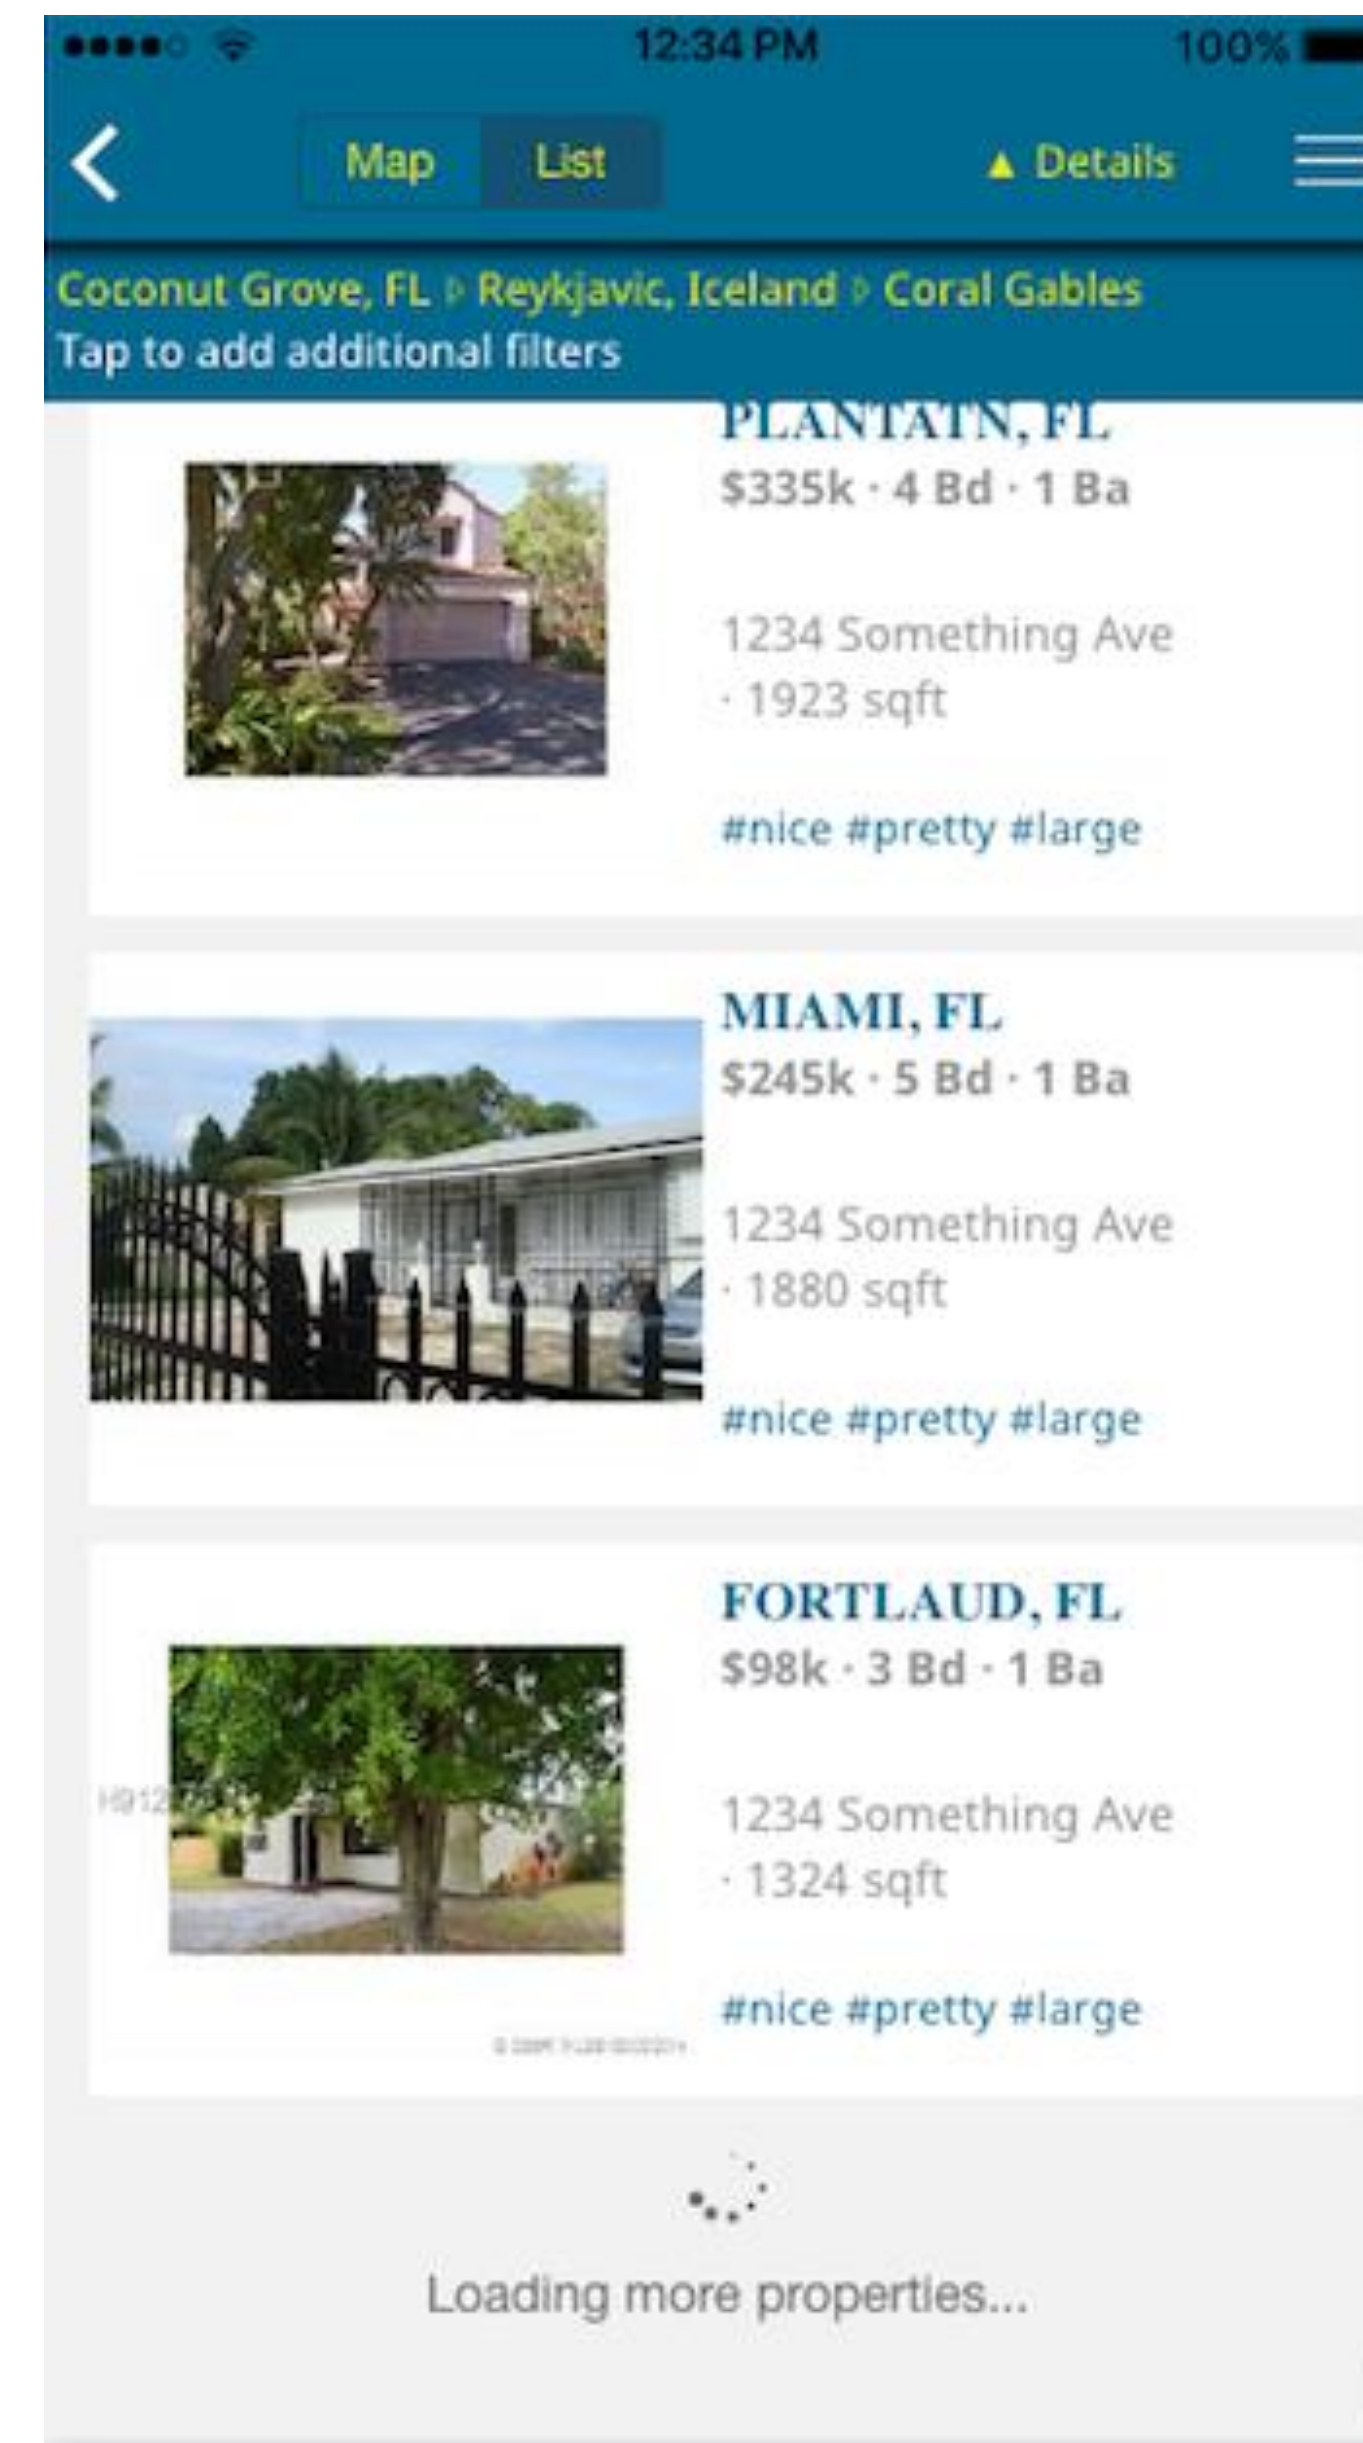 12:34 PM 100%
Map List ▲ Details
Coconut Grove, FL ▹ Reykjavic, Iceland ▹ Coral Gables
Tap to add additional filters
PLANTATN, FL
$335k · 4 Bd · 1 Ba
1234 Something Ave
· 1923 sqft
#nice #pretty #large
MIAMI, FL
$245k · 5 Bd · 1 Ba
1234 Something Ave
· 1880 sqft
#nice #pretty #large
FORTLAUD, FL
$98k · 3 Bd · 1 Ba
1234 Something Ave
· 1324 sqft
#nice #pretty #large
Loading more properties...